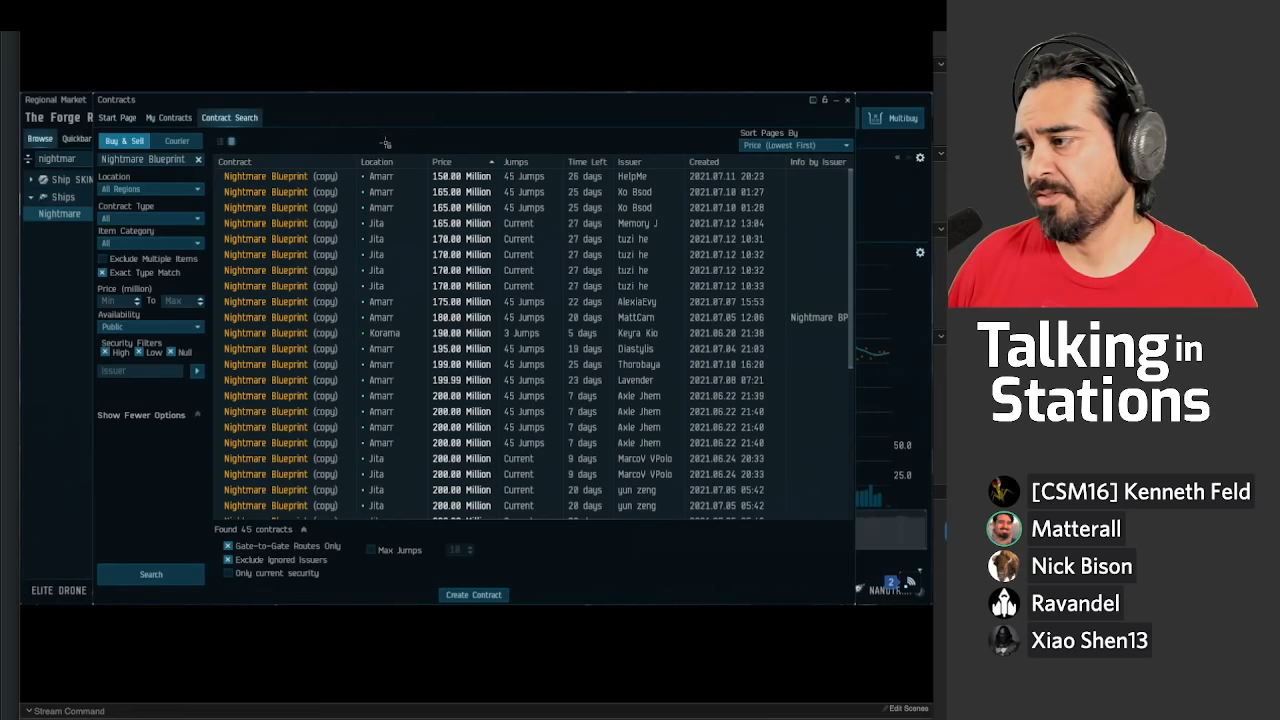 Regional Market
Contracts
The Forge R
Start Page My Contracts Contract Search
Multibuy
Browse Quickbar
Buy & Sell Courier
Sort Pages By
Price (Lowest First)
nightmar
Nightmare Blueprint
Contract Location Price Jumps Time Left Issuer Created Info by Issuer
Ship SKIN
Ships
Nightmare
Location
All Regions
Contract Type
All
Item Category
All
Exclude Multiple Items
Exact Type Match
Price (million)
Min To Max
Availability
Public
Security Filters
High Low Null
Issuer
Show Fewer Options
Nightmare Blueprint (copy) Amarr 150.00 Million 45 Jumps 26 days HelpMe 2021.07.11 20:23
Nightmare Blueprint (copy) Amarr 165.00 Million 45 Jumps 25 days Xo Bsod 2021.07.10 01:27
Nightmare Blueprint (copy) Amarr 165.00 Million 45 Jumps 25 days Xo Bsod 2021.07.10 01:28
Nightmare Blueprint (copy) Jita 165.00 Million Current 27 days Memory J 2021.07.12 13:04
Nightmare Blueprint (copy) Jita 170.00 Million Current 27 days tuzi he 2021.07.12 10:31
Nightmare Blueprint (copy) Jita 170.00 Million Current 27 days tuzi he 2021.07.12 10:32
Nightmare Blueprint (copy) Jita 170.00 Million Current 27 days tuzi he 2021.07.12 10:32
Nightmare Blueprint (copy) Jita 170.00 Million Current 27 days tuzi he 2021.07.12 10:33
Nightmare Blueprint (copy) Amarr 175.00 Million 45 Jumps 22 days AlexiaEvy 2021.07.07 15:53
Nightmare Blueprint (copy) Amarr 180.00 Million 45 Jumps 20 days MattCam 2021.07.05 12:06 Nightmare BP
Nightmare Blueprint (copy) Korama 190.00 Million 3 Jumps 5 days Keyra Kio 2021.06.20 21:38
Nightmare Blueprint (copy) Amarr 195.00 Million 45 Jumps 19 days Diastylis 2021.07.04 21:03
Nightmare Blueprint (copy) Amarr 199.00 Million 45 Jumps 25 days Thorobaya 2021.07.10 16:20
Nightmare Blueprint (copy) Amarr 199.99 Million 45 Jumps 23 days Lavender 2021.07.08 07:21
Nightmare Blueprint (copy) Amarr 200.00 Million 45 Jumps 7 days Axle Jhem 2021.06.22 21:39
Nightmare Blueprint (copy) Amarr 200.00 Million 45 Jumps 7 days Axle Jhem 2021.06.22 21:40
Nightmare Blueprint (copy) Amarr 200.00 Million 45 Jumps 7 days Axle Jhem 2021.06.22 21:40
Nightmare Blueprint (copy) Amarr 200.00 Million 45 Jumps 7 days Axle Jhem 2021.06.22 21:40
Nightmare Blueprint (copy) Jita 200.00 Million Current 9 days MarcoV VPolo 2021.06.24 20:33
Nightmare Blueprint (copy) Jita 200.00 Million Current 9 days MarcoV VPolo 2021.06.24 20:33
Nightmare Blueprint (copy) Jita 200.00 Million Current 20 days yun zeng 2021.07.05 05:42
Nightmare Blueprint (copy) Jita 200.00 Million Current 20 days yun zeng 2021.07.05 05:42
50.0
25.0
Found 45 contracts
Gate-to-Gate Routes Only Max Jumps 10
Exclude Ignored Issuers
Only current security
Search
Create Contract
2
ELITE DRONE
Stream Command
Edit Scenes
Talking in
Stations
[CSM16] Kenneth Feld
Matterall
Nick Bison
Ravandel
Xiao Shen13